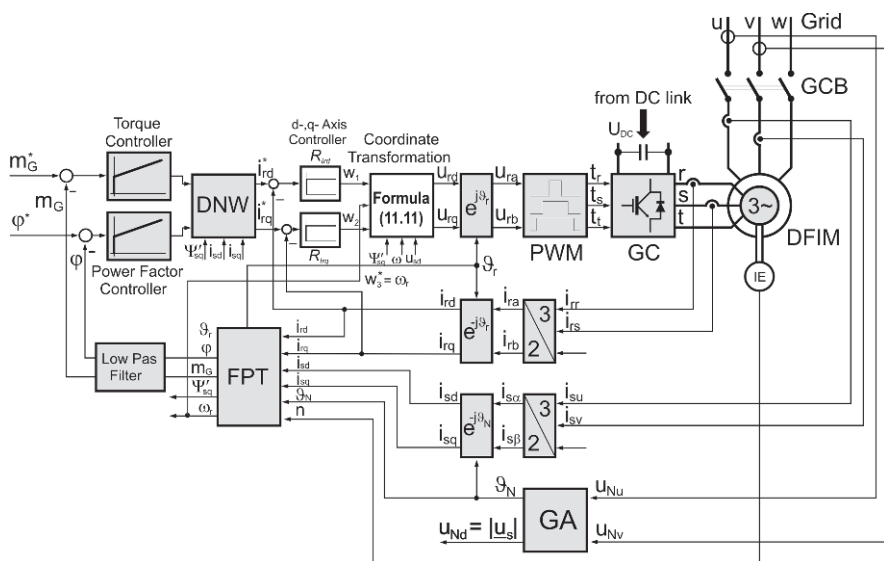 u v w Grid
GCB
from DC link
U_DC
Torque
Controller
d-,q- Axis
Controller
R_ird
Coordinate
Transformation
m*_G
i*_rd
w_1
u_rd
u_ra
t_r
r
DNW
Formula
(11.11)
e^jϑ_r
t_s
s
3~
m_G
φ*
i*_rq
w_2
u_rq
u_rb
t_t
t
PWM
GC
DFIM
φ
Ψ'_sq i_sd i_sq
R_irq
Ψ'_sq ω u_sd
w*_3 = ω_r
ϑ_r
Power Factor
Controller
IE
i_rd
i_ra
i_rr
e^-jϑ_r
3
2
i_rs
i_rq
i_rb
ϑ_r
i_rd
φ
i_rq
Low Pas
Filter
m_G
FPT
i_sd
Ψ'_sq
i_sq
ω_r
ϑ_N
n
i_sd
i_sα
i_su
e^-jϑ_N
3
2
i_sv
i_sq
i_sβ
ϑ_N
GA
u_Nu
u_Nd = |u_s|
u_Nv